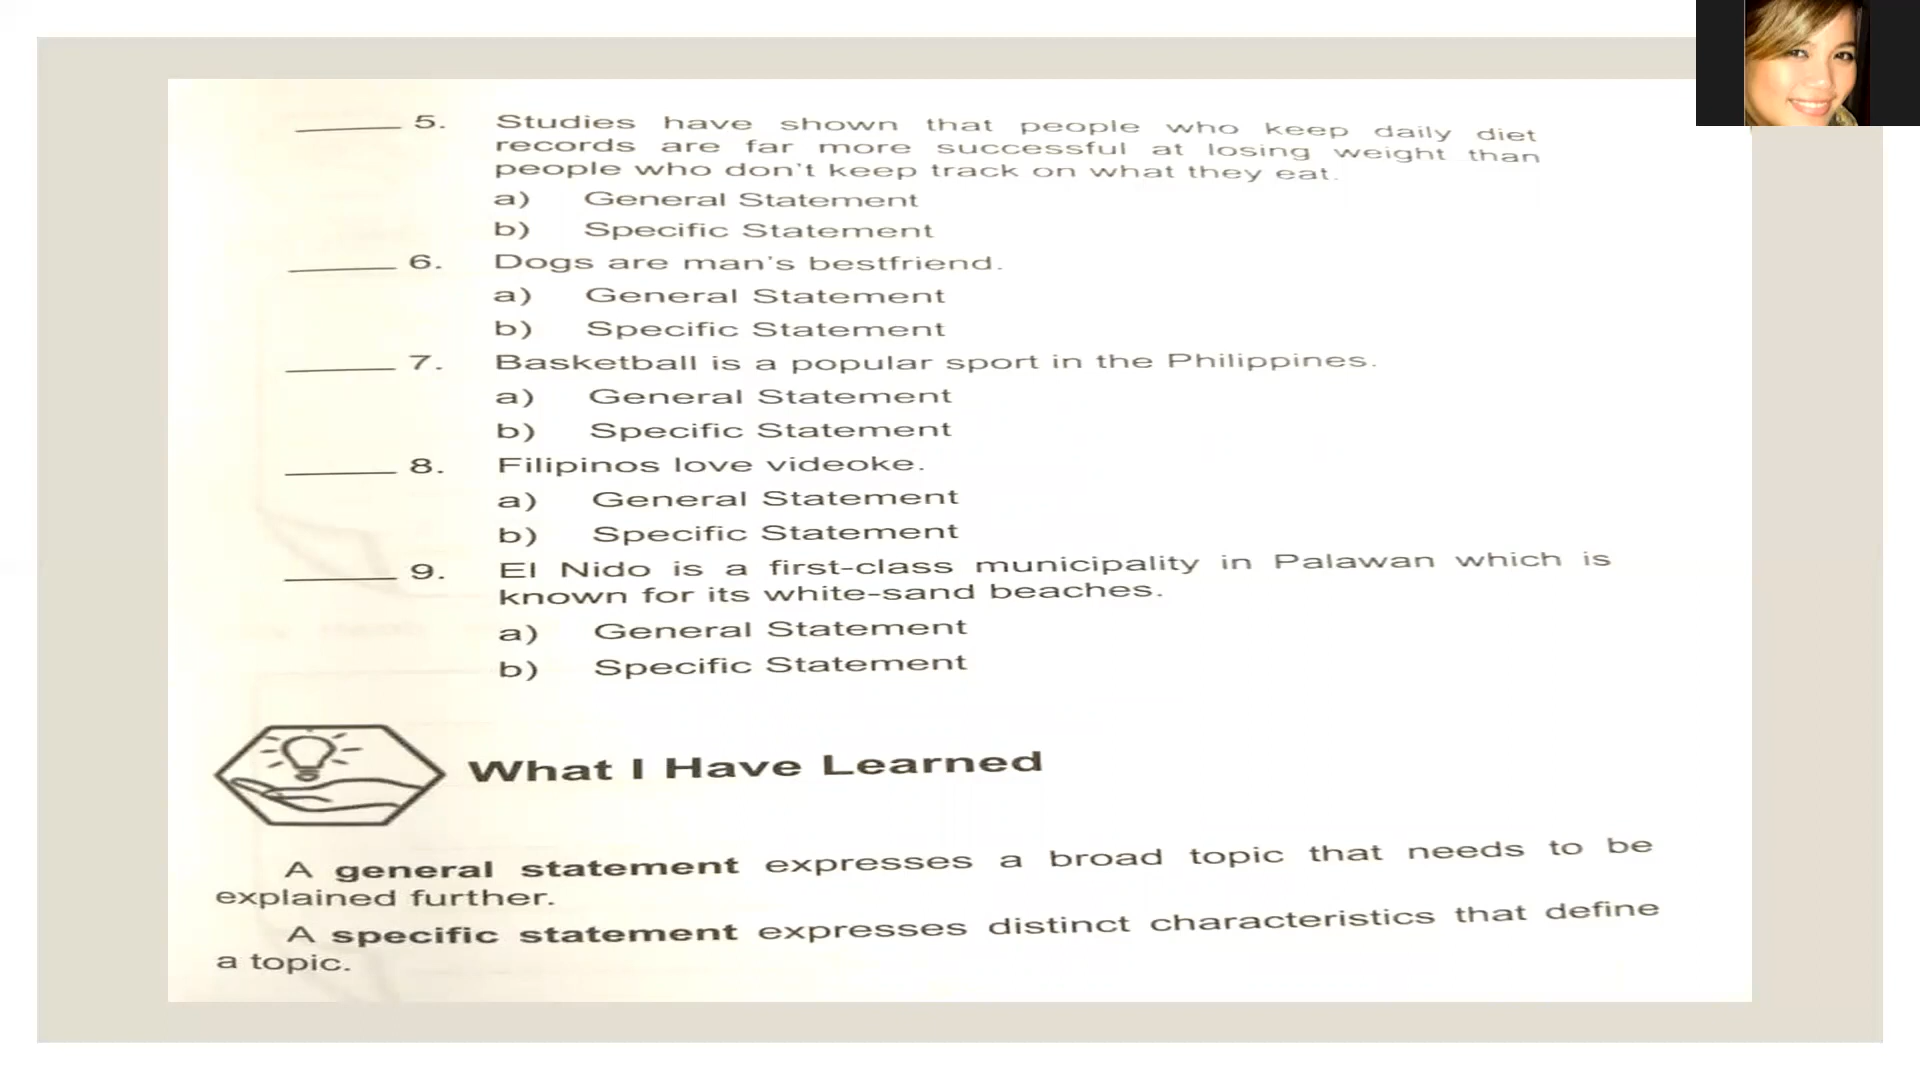 _____ 5. Studies have shown that people who keep daily diet
records are far more successful at losing weight than
people who don't keep track on what they eat.
a) General Statement
b) Specific Statement
_____ 6. Dogs are man's bestfriend.
a) General Statement
b) Specific Statement
_____ 7. Basketball is a popular sport in the Philippines.
a) General Statement
b) Specific Statement
_____ 8. Filipinos love videoke.
a) General Statement
b) Specific Statement
_____ 9. El Nido is a first-class municipality in Palawan which is
known for its white-sand beaches.
a) General Statement
b) Specific Statement
What I Have Learned
A general statement expresses a broad topic that needs to be
explained further.
A specific statement expresses distinct characteristics that define
a topic.